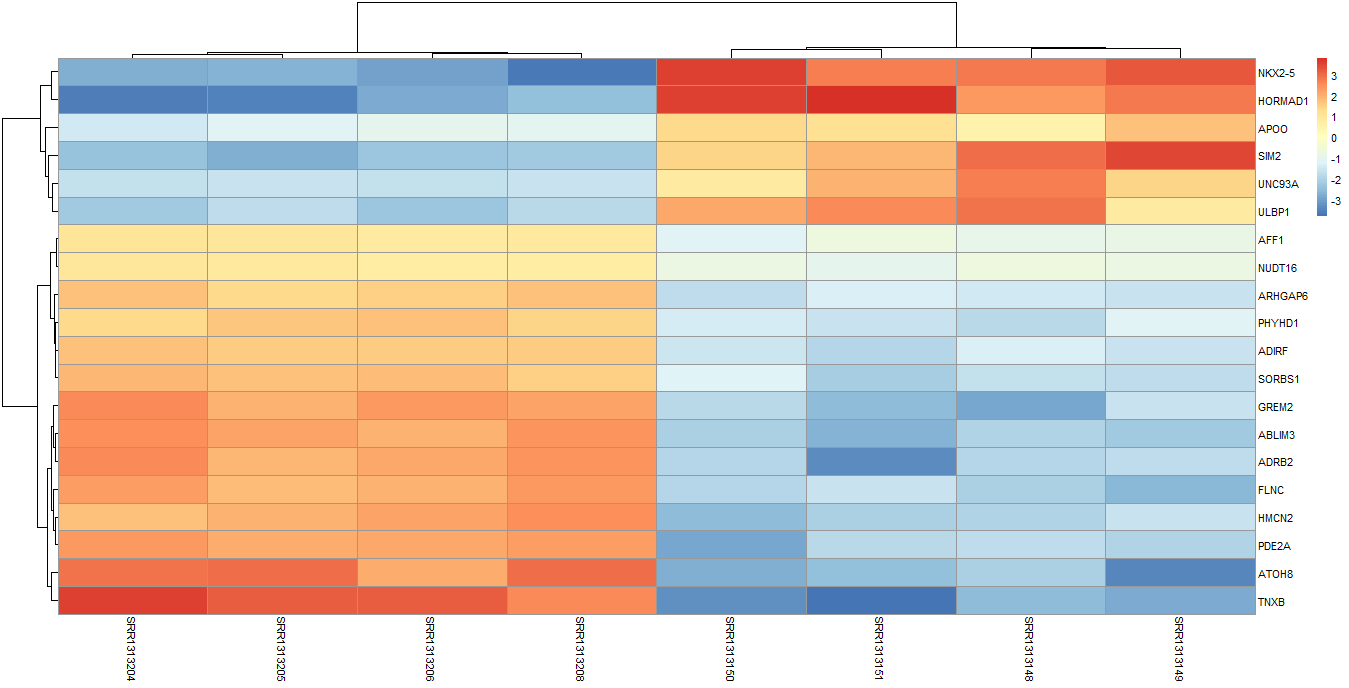 NKX2-5
HORMAD1
APOO
SIM2
UNC93A
ULBP1
AFF1
NUDT16
ARHGAP6
PHYHD1
ADIRF
SORBS1
GREM2
ABLIM3
ADRB2
FLNC
HMCN2
PDE2A
ATOH8
TNXB
3
2
1
0
-1
-2
-3
SRR1313204
SRR1313205
SRR1313206
SRR1313208
SRR1313150
SRR1313151
SRR1313148
SRR1313149